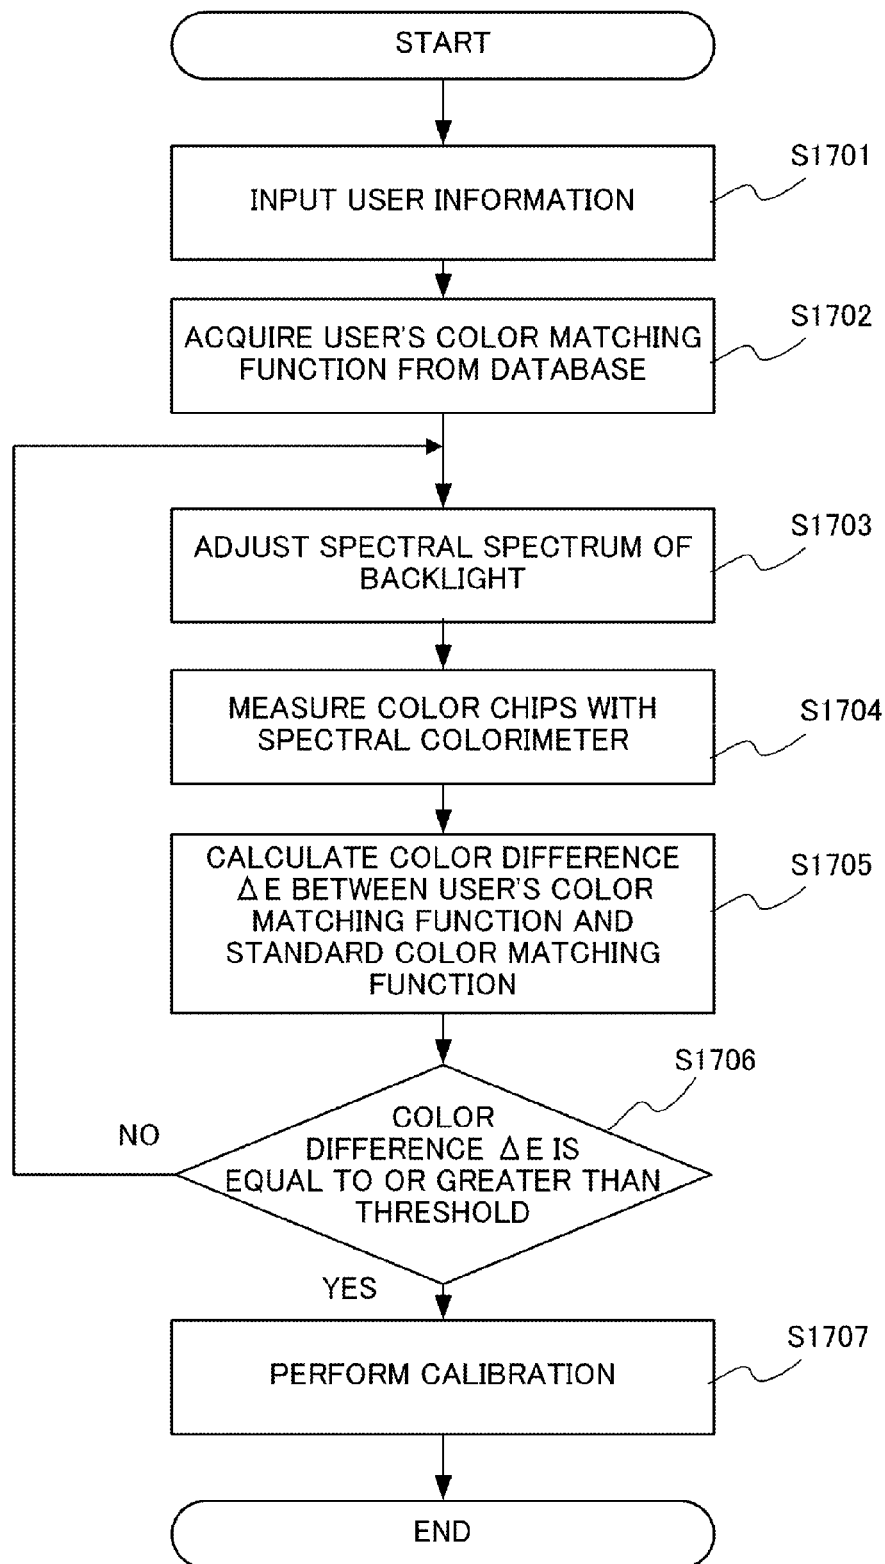 START
S1701
INPUT USER INFORMATION
S1702
ACQUIRE USER'S COLOR MATCHING
FUNCTION FROM DATABASE
S1703
ADJUST SPECTRAL SPECTRUM OF
BACKLIGHT
S1704
MEASURE COLOR CHIPS WITH
SPECTRAL COLORIMETER
S1705
CALCULATE COLOR DIFFERENCE
ΔE BETWEEN USER'S COLOR
MATCHING FUNCTION AND
STANDARD COLOR MATCHING
FUNCTION
S1706
COLOR
DIFFERENCE ΔE IS
EQUAL TO OR GREATER THAN
THRESHOLD
NO
YES
S1707
PERFORM CALIBRATION
END